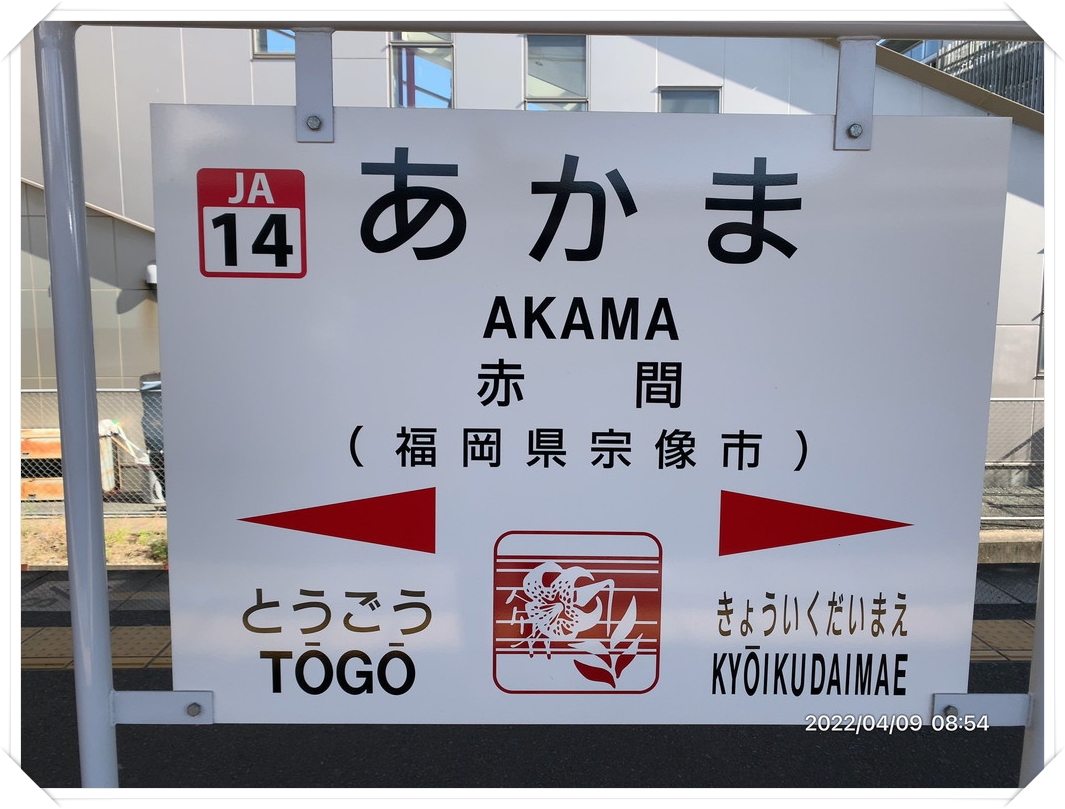 JA
14
あかま
AKAMA
赤間
(福岡県宗像市)
とうごう
TŌGŌ
きょういくだいまえ
KYŌIKUDAIMAE
2022/04/09 08:54